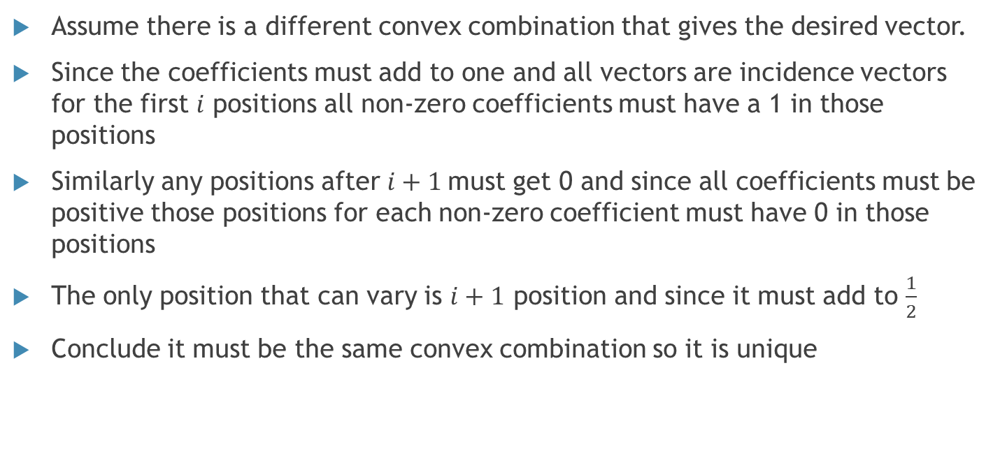 Assume there is a different convex combination that gives the desired vector.
Since the coefficients must add to one and all vectors are incidence vectors
for the first i positions all non-zero coefficients must have a 1 in those
positions
Similarly any positions after i + 1 must get 0 and since all coefficients must be
positive those positions for each non-zero coefficient must have 0 in those
positions
The only position that can vary is i + 1 position and since it must add to 1/2
Conclude it must be the same convex combination so it is unique